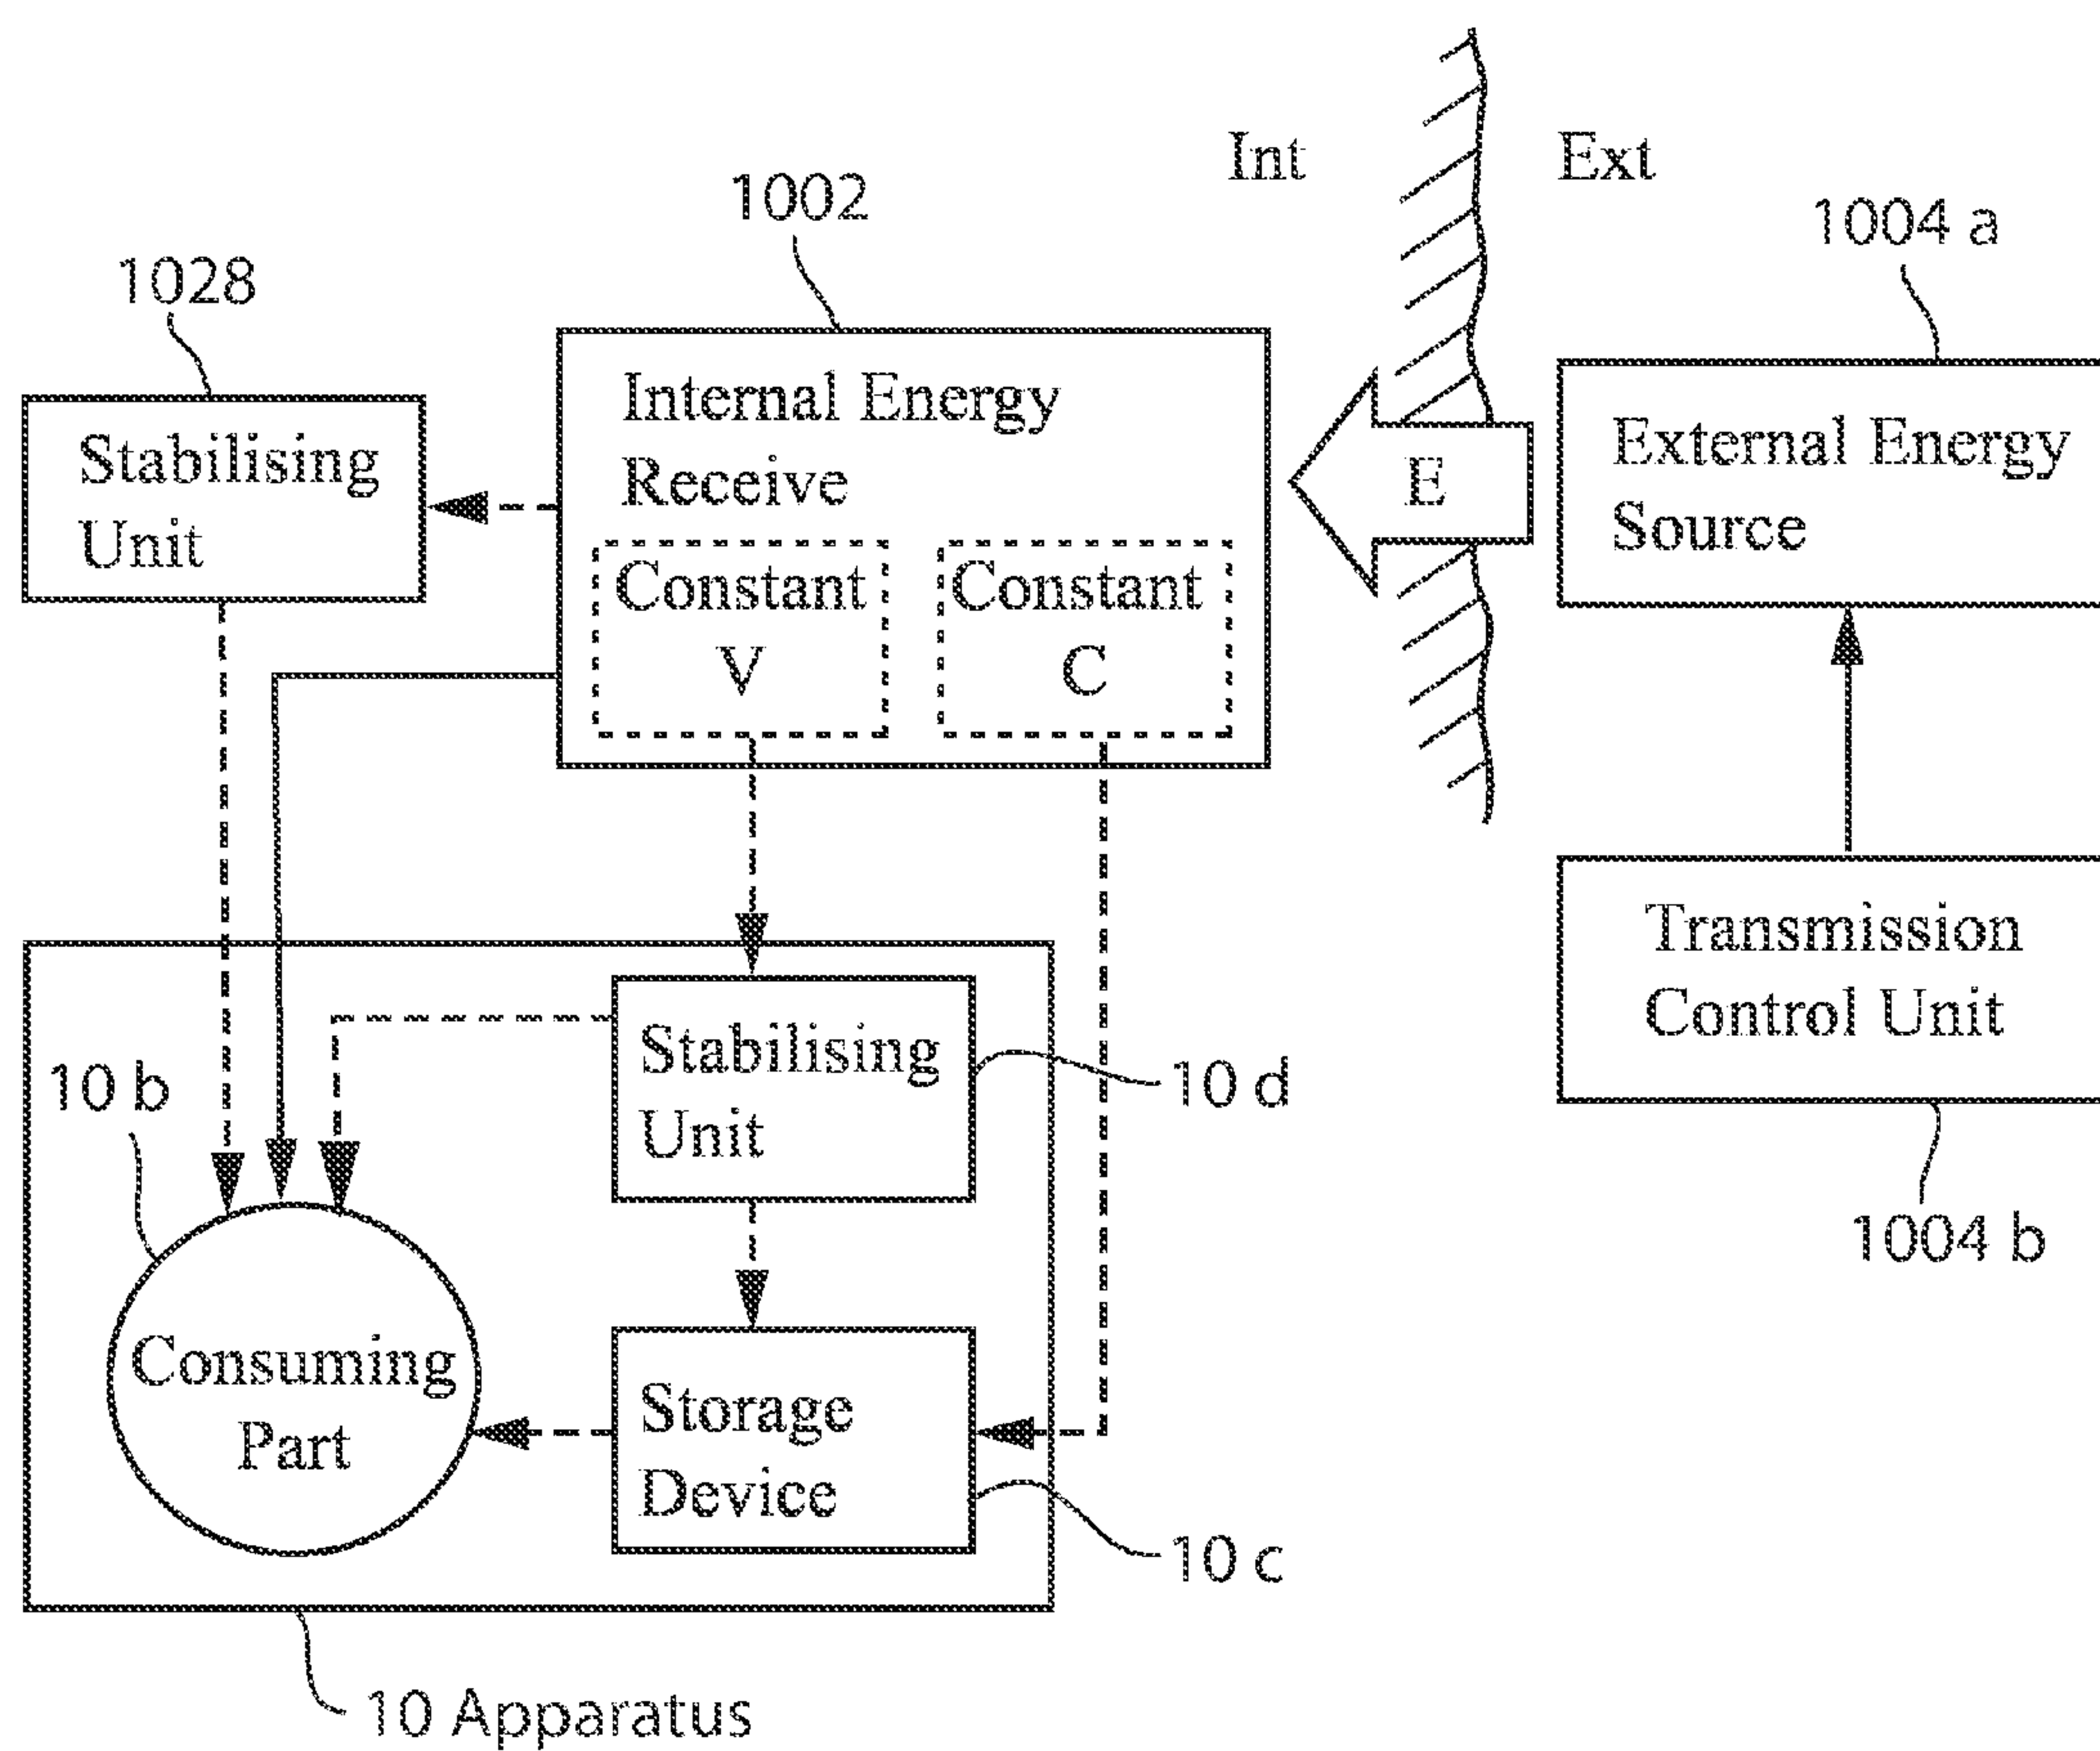 Int
Ext
1002
1004 a
1028
Internal Energy
Receive
Constant
V
Constant
C
E
External Energy
Source
Stabilising
Unit
Transmission
Control Unit
1004 b
10 b
Stabilising
Unit
10 d
Consuming
Part
Storage
Device
10 c
10 Apparatus